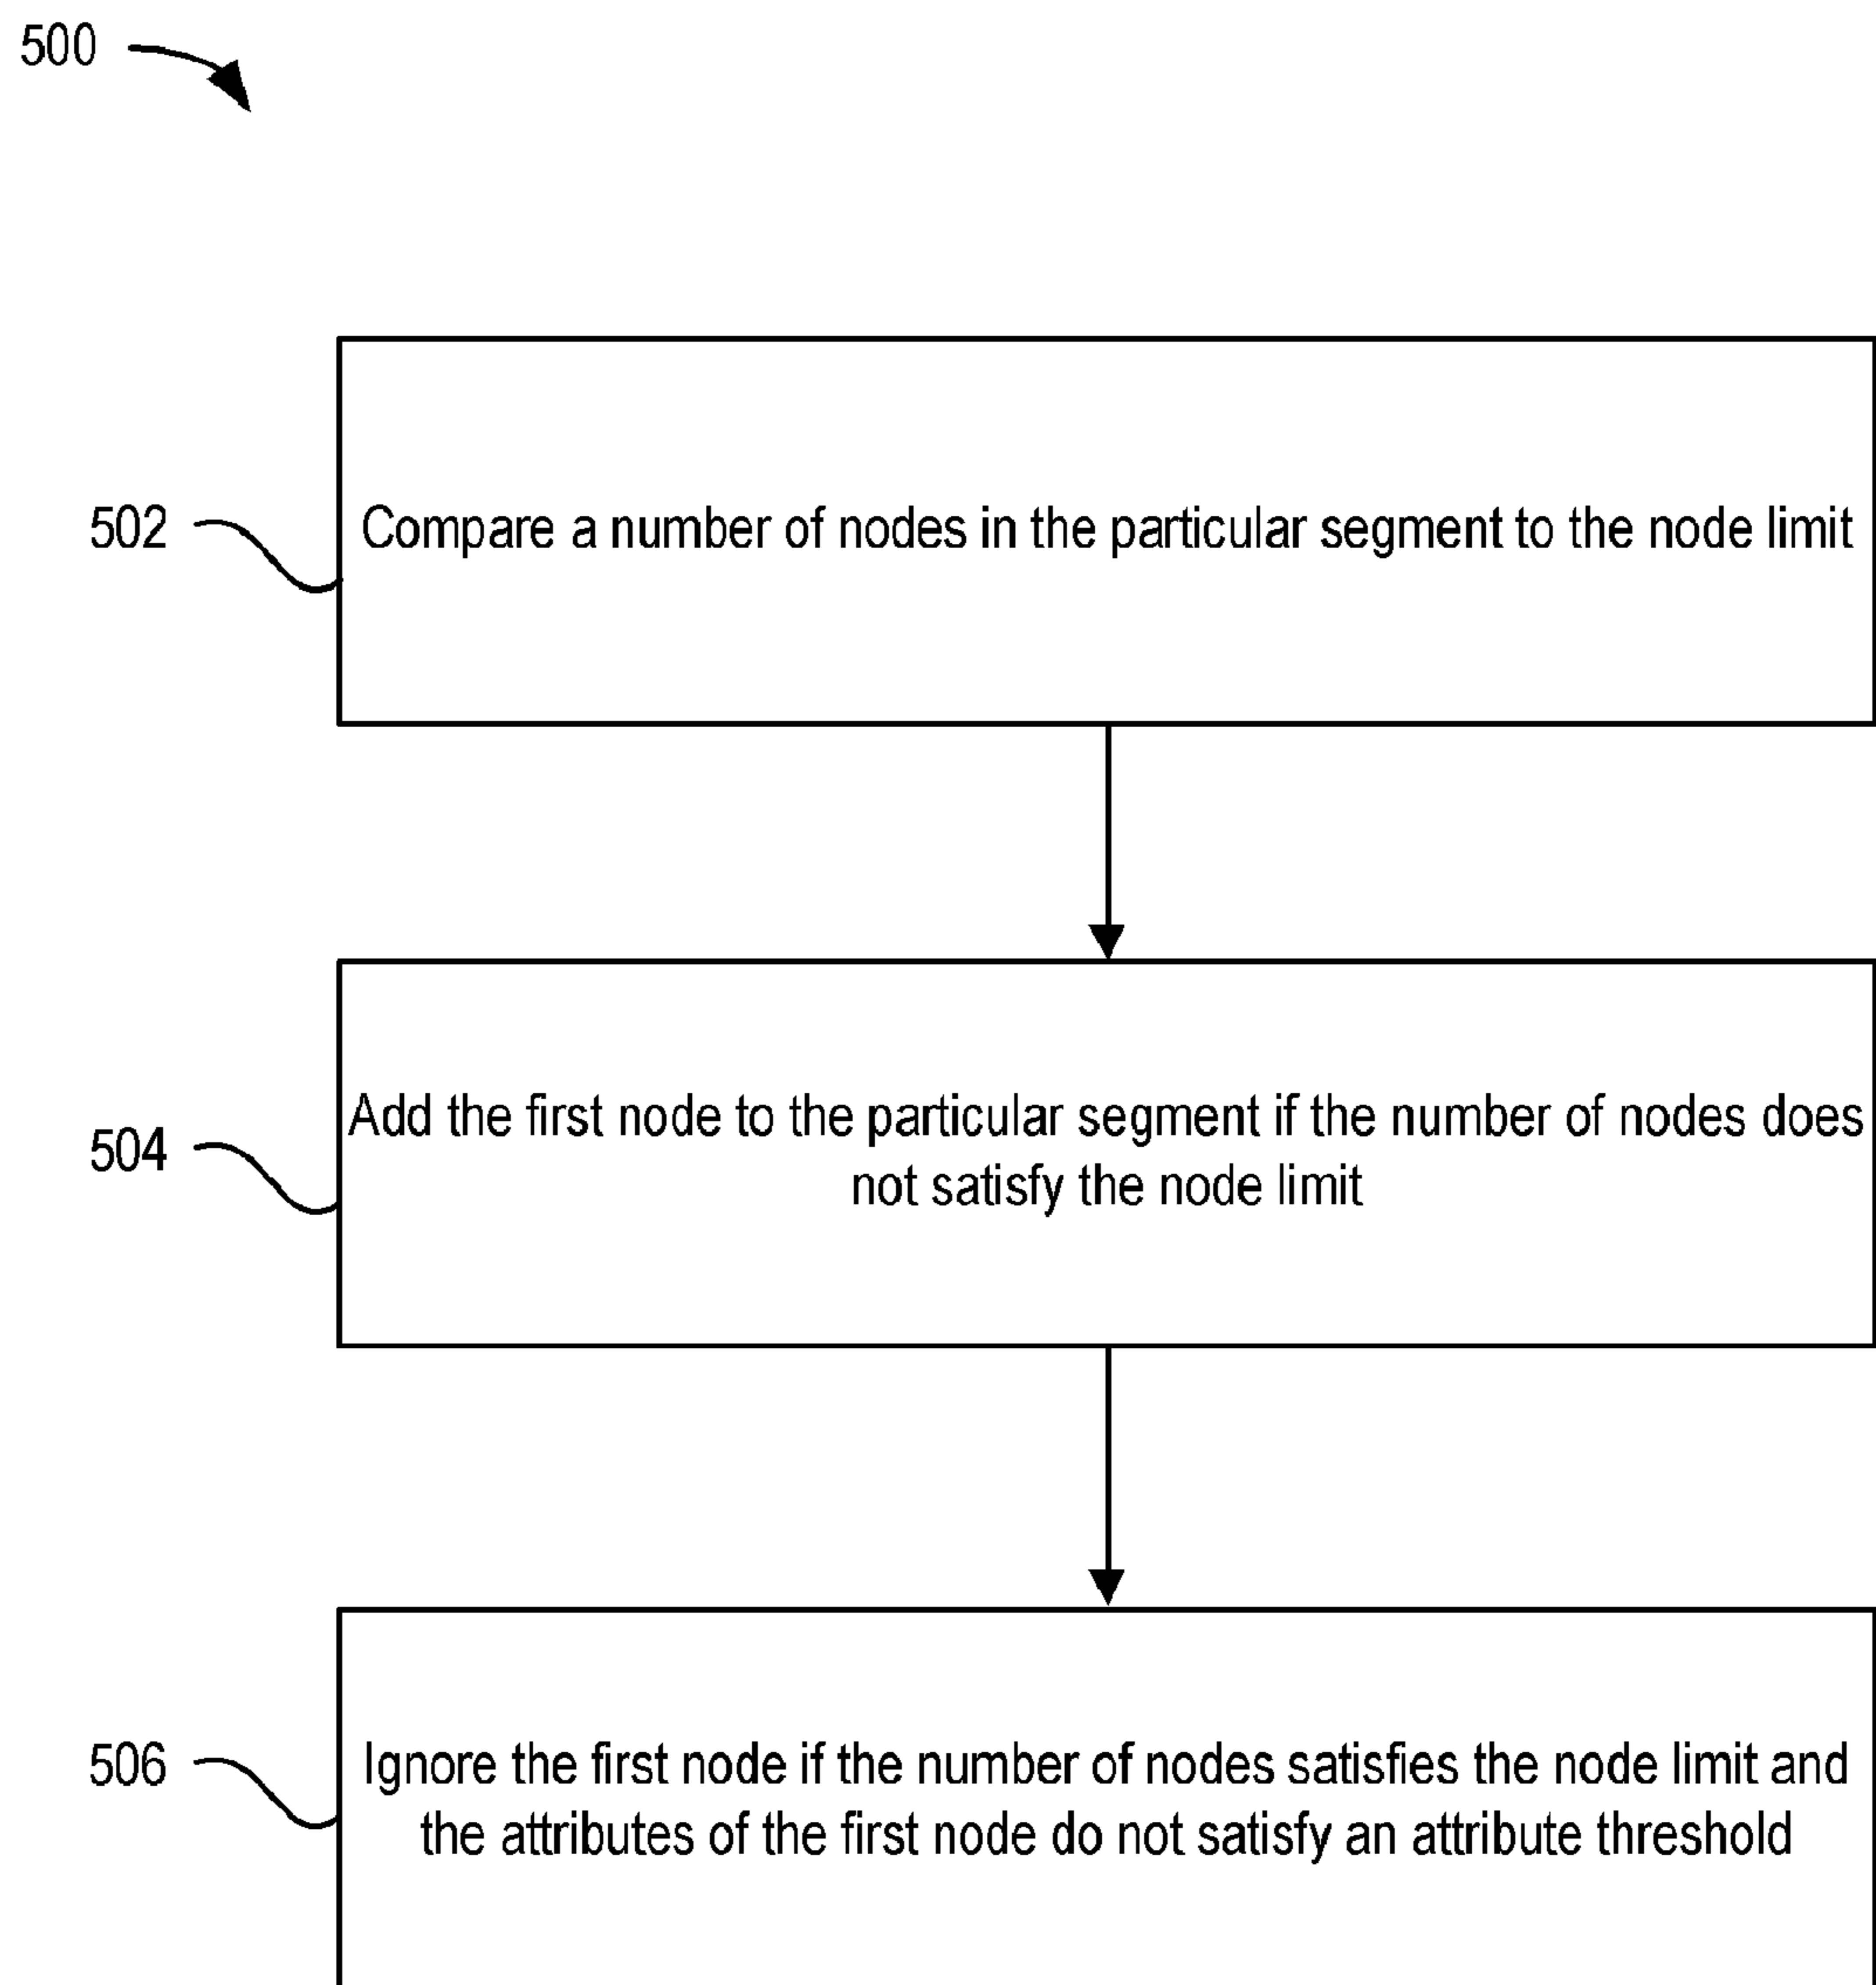 500
502
Compare a number of nodes in the particular segment to the node limit
504
Add the first node to the particular segment if the number of nodes does
not satisfy the node limit
506
Ignore the first node if the number of nodes satisfies the node limit and
the attributes of the first node do not satisfy an attribute threshold